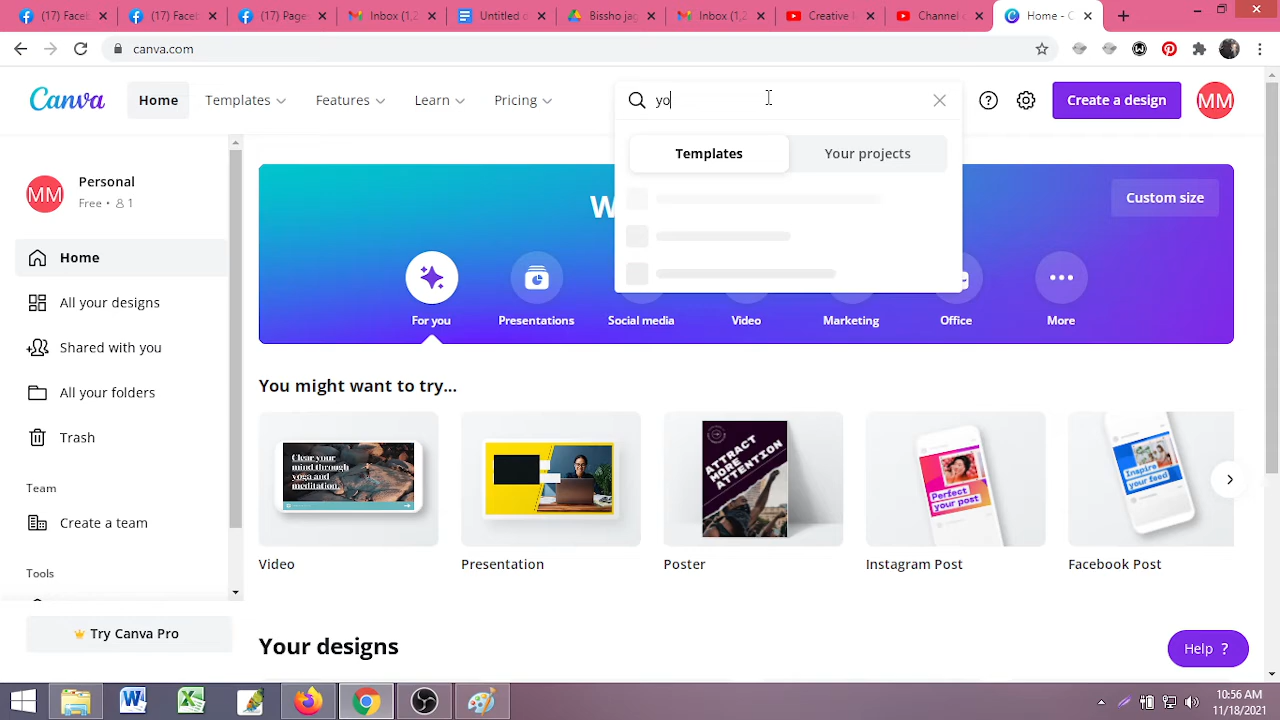 (17) Faceb
(17) Faceb
(17) Pages
Inbox (1,2
Untitled d
Bissho jag
Inbox (1,2
Creative k
Channel c
Home - C
canva.com
Canva
Home
Templates
Features
Learn
Pricing
yo
Create a design
MM
Templates
Your projects
MM
Personal
Free • 1
Home
All your designs
Shared with you
All your folders
Trash
Team
Create a team
Tools
Try Canva Pro
W
Custom size
For you
Presentations
Social media
Video
Marketing
Office
More
You might want to try...
Clear your
mind through
yoga and
meditation.
ATTRACT
MORE
ATTENTION
Perfect
your post
Inspire
your feed
Video
Presentation
Poster
Instagram Post
Facebook Post
Your designs
Help ?
10:56 AM
11/18/2021